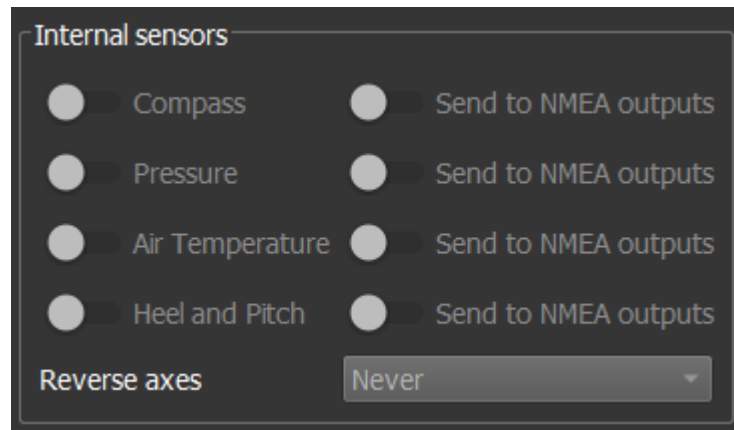 Internal sensors
Compass Send to NMEA outputs
Pressure Send to NMEA outputs
Air Temperature Send to NMEA outputs
Heel and Pitch Send to NMEA outputs
Reverse axes Never